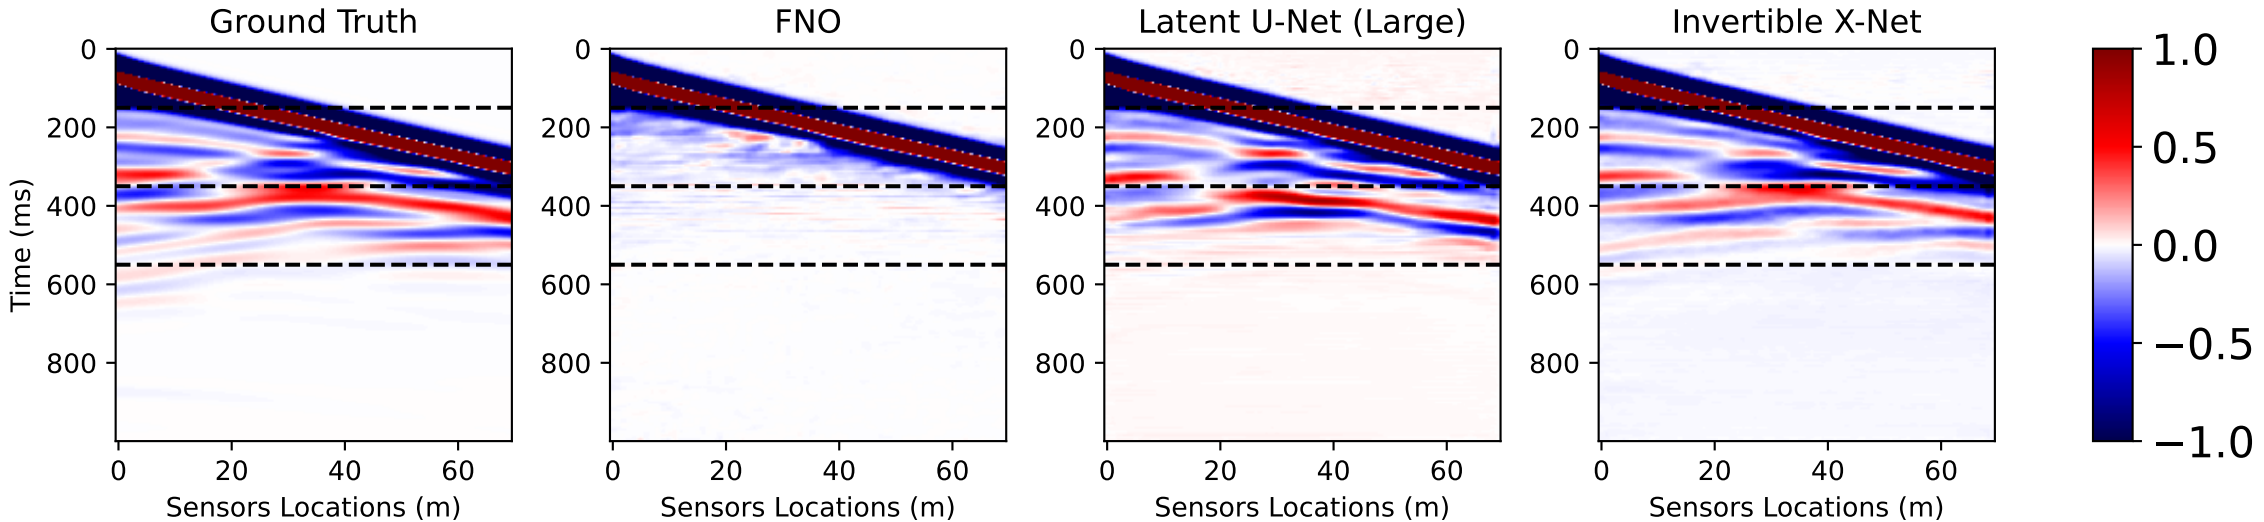 Ground Truth
FNO
Latent U-Net (Large)
Invertible X-Net
Time (ms)
0
200
400
600
800
0
200
400
600
800
0
200
400
600
800
0
200
400
600
800
0 20 40 60
0 20 40 60
0 20 40 60
0 20 40 60
Sensors Locations (m)
Sensors Locations (m)
Sensors Locations (m)
Sensors Locations (m)
1.0
0.5
0.0
−0.5
−1.0